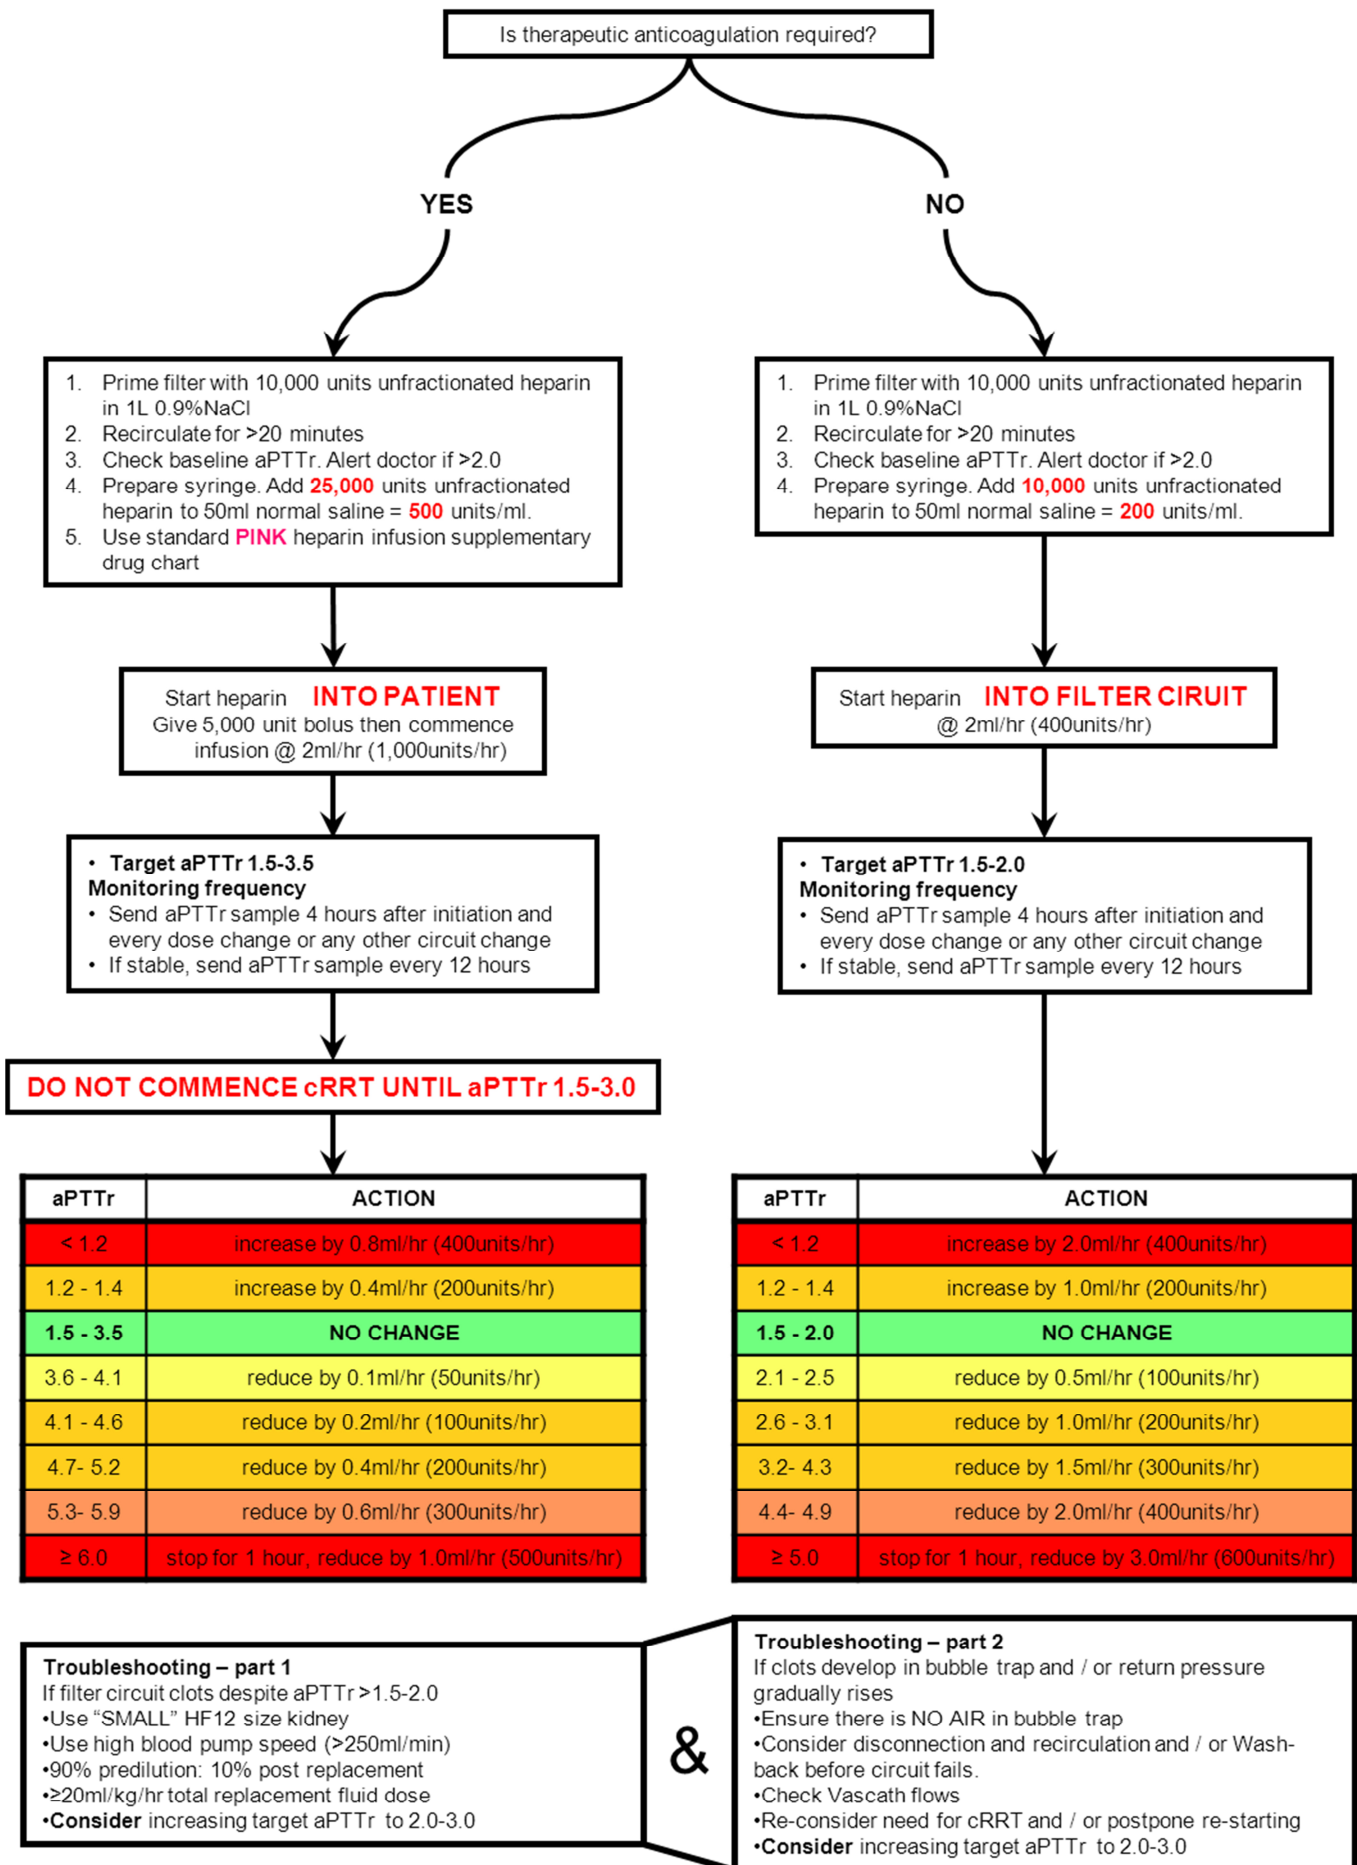 Is therapeutic anticoagulation required?
YES
NO
1. Prime filter with 10,000 units unfractionated heparin
in 1L 0.9%NaCl
2. Recirculate for >20 minutes
3. Check baseline aPTTr. Alert doctor if >2.0
4. Prepare syringe. Add 25,000 units unfractionated
heparin to 50ml normal saline = 500 units/ml.
5. Use standard PINK heparin infusion supplementary
drug chart
1. Prime filter with 10,000 units unfractionated heparin
in 1L 0.9%NaCl
2. Recirculate for >20 minutes
3. Check baseline aPTTr. Alert doctor if >2.0
4. Prepare syringe. Add 10,000 units unfractionated
heparin to 50ml normal saline = 200 units/ml.
Start heparin INTO PATIENT
Give 5,000 unit bolus then commence
infusion @ 2ml/hr (1,000units/hr)
Start heparin INTO FILTER CIRUIT
@ 2ml/hr (400units/hr)
• Target aPTTr 1.5-3.5
Monitoring frequency
• Send aPTTr sample 4 hours after initiation and
every dose change or any other circuit change
• If stable, send aPTTr sample every 12 hours
• Target aPTTr 1.5-2.0
Monitoring frequency
• Send aPTTr sample 4 hours after initiation and
every dose change or any other circuit change
• If stable, send aPTTr sample every 12 hours
DO NOT COMMENCE cRRT UNTIL aPTTr 1.5-3.0
aPTTr ACTION
< 1.2 increase by 0.8ml/hr (400units/hr)
1.2 - 1.4 increase by 0.4ml/hr (200units/hr)
1.5 - 3.5 NO CHANGE
3.6 - 4.1 reduce by 0.1ml/hr (50units/hr)
4.1 - 4.6 reduce by 0.2ml/hr (100units/hr)
4.7- 5.2 reduce by 0.4ml/hr (200units/hr)
5.3- 5.9 reduce by 0.6ml/hr (300units/hr)
≥ 6.0 stop for 1 hour, reduce by 1.0ml/hr (500units/hr)
aPTTr ACTION
< 1.2 increase by 2.0ml/hr (400units/hr)
1.2 - 1.4 increase by 1.0ml/hr (200units/hr)
1.5 - 2.0 NO CHANGE
2.1 - 2.5 reduce by 0.5ml/hr (100units/hr)
2.6 - 3.1 reduce by 1.0ml/hr (200units/hr)
3.2- 4.3 reduce by 1.5ml/hr (300units/hr)
4.4- 4.9 reduce by 2.0ml/hr (400units/hr)
≥ 5.0 stop for 1 hour, reduce by 3.0ml/hr (600units/hr)
Troubleshooting – part 1
If filter circuit clots despite aPTTr >1.5-2.0
•Use “SMALL” HF12 size kidney
•Use high blood pump speed (>250ml/min)
•90% predilution: 10% post replacement
•≥20ml/kg/hr total replacement fluid dose
•Consider increasing target aPTTr to 2.0-3.0
&
Troubleshooting – part 2
If clots develop in bubble trap and / or return pressure
gradually rises
•Ensure there is NO AIR in bubble trap
•Consider disconnection and recirculation and / or Wash-
back before circuit fails.
•Check Vascath flows
•Re-consider need for cRRT and / or postpone re-starting
•Consider increasing target aPTTr to 2.0-3.0